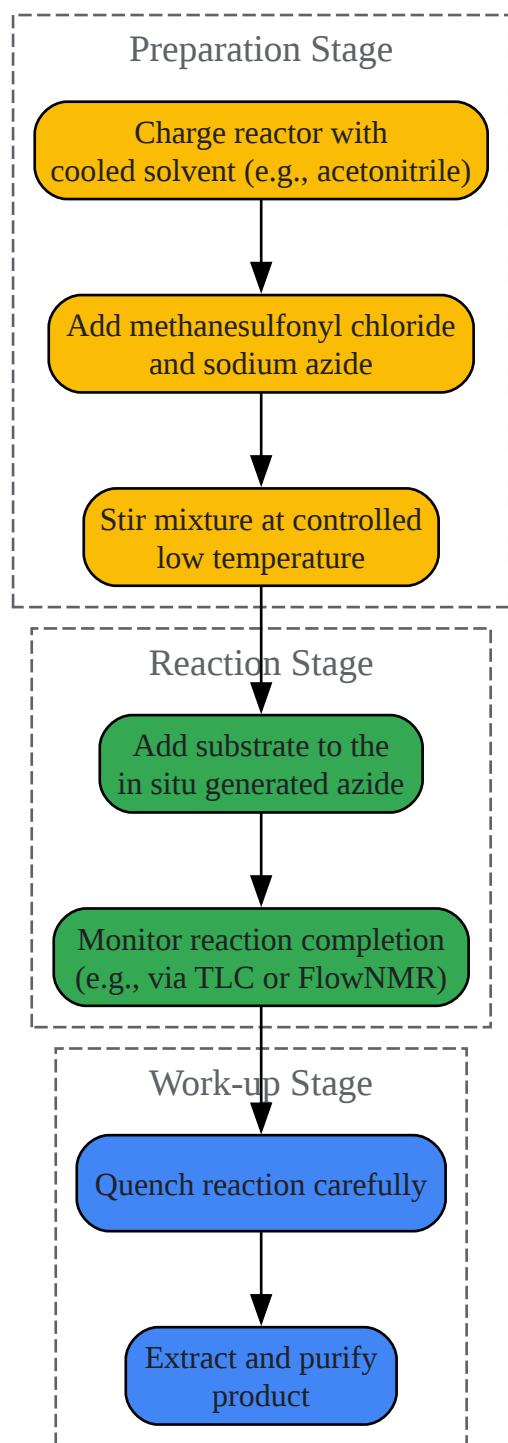 Preparation Stage
Charge reactor with
cooled solvent (e.g., acetonitrile)
Add methanesulfonyl chloride
and sodium azide
Stir mixture at controlled
low temperature
Reaction Stage
Add substrate to the
in situ generated azide
Monitor reaction completion
(e.g., via TLC or FlowNMR)
Work-up Stage
Quench reaction carefully
Extract and purify
product